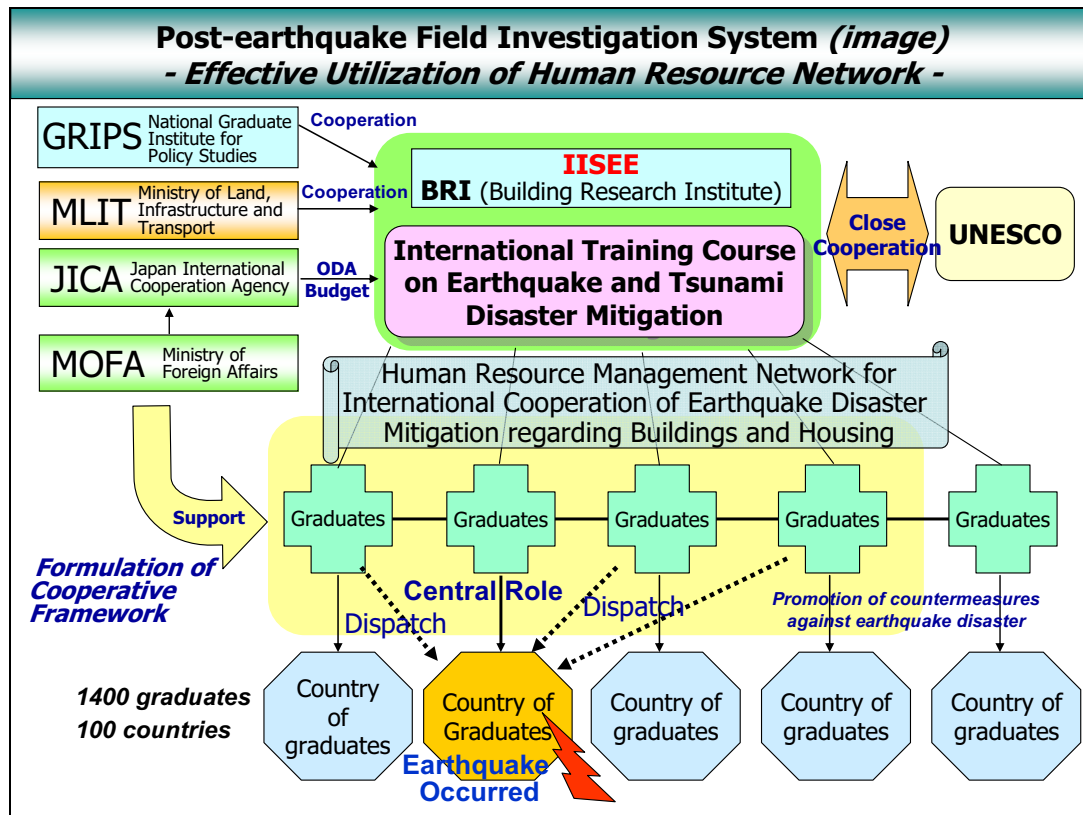 Post-earthquake Field Investigation System (image)
- Effective Utilization of Human Resource Network -
GRIPS
National Graduate
Institute for
Policy Studies
Cooperation
MLIT
Ministry of Land,
Infrastructure and
Transport
Cooperation
JICA
Japan International
Cooperation Agency
ODA
Budget
MOFA
Ministry of
Foreign Affairs
IISEE
BRI (Building Research Institute)
International Training Course
on Earthquake and Tsunami
Disaster Mitigation
Close
Cooperation
UNESCO
Human Resource Management Network for
International Cooperation of Earthquake Disaster
Mitigation regarding Buildings and Housing
Support
Graduates
Graduates
Graduates
Graduates
Graduates
Formulation of
Cooperative
Framework
Dispatch
Central Role
Dispatch
Promotion of countermeasures
against earthquake disaster
1400 graduates
100 countries
Country
of
graduates
Country of
Graduates
Earthquake
Occurred
Country of
graduates
Country of
graduates
Country of
graduates